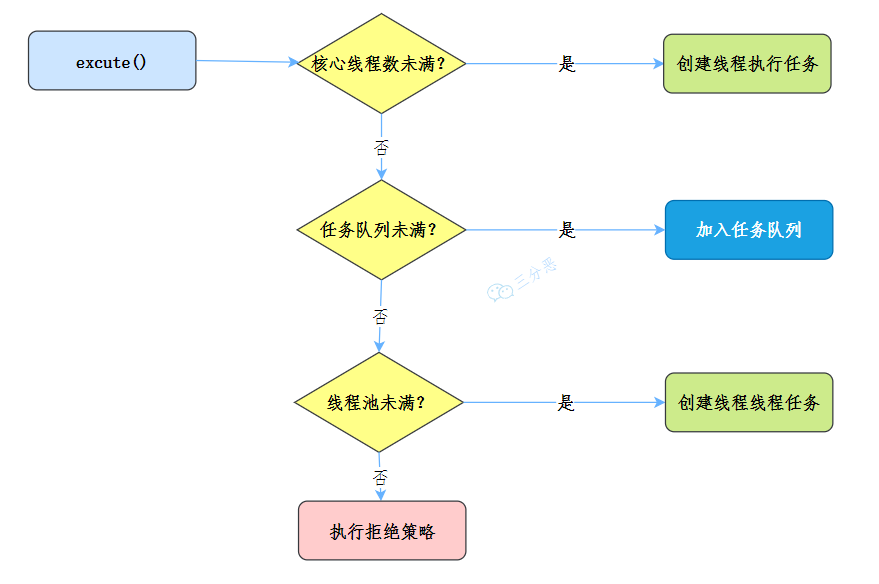 excute()
核心线程数未满？
是
创建线程执行任务
否
任务队列未满？
是
加入任务队列
三分恶
否
线程池未满？
是
创建线程线程任务
否
执行拒绝策略